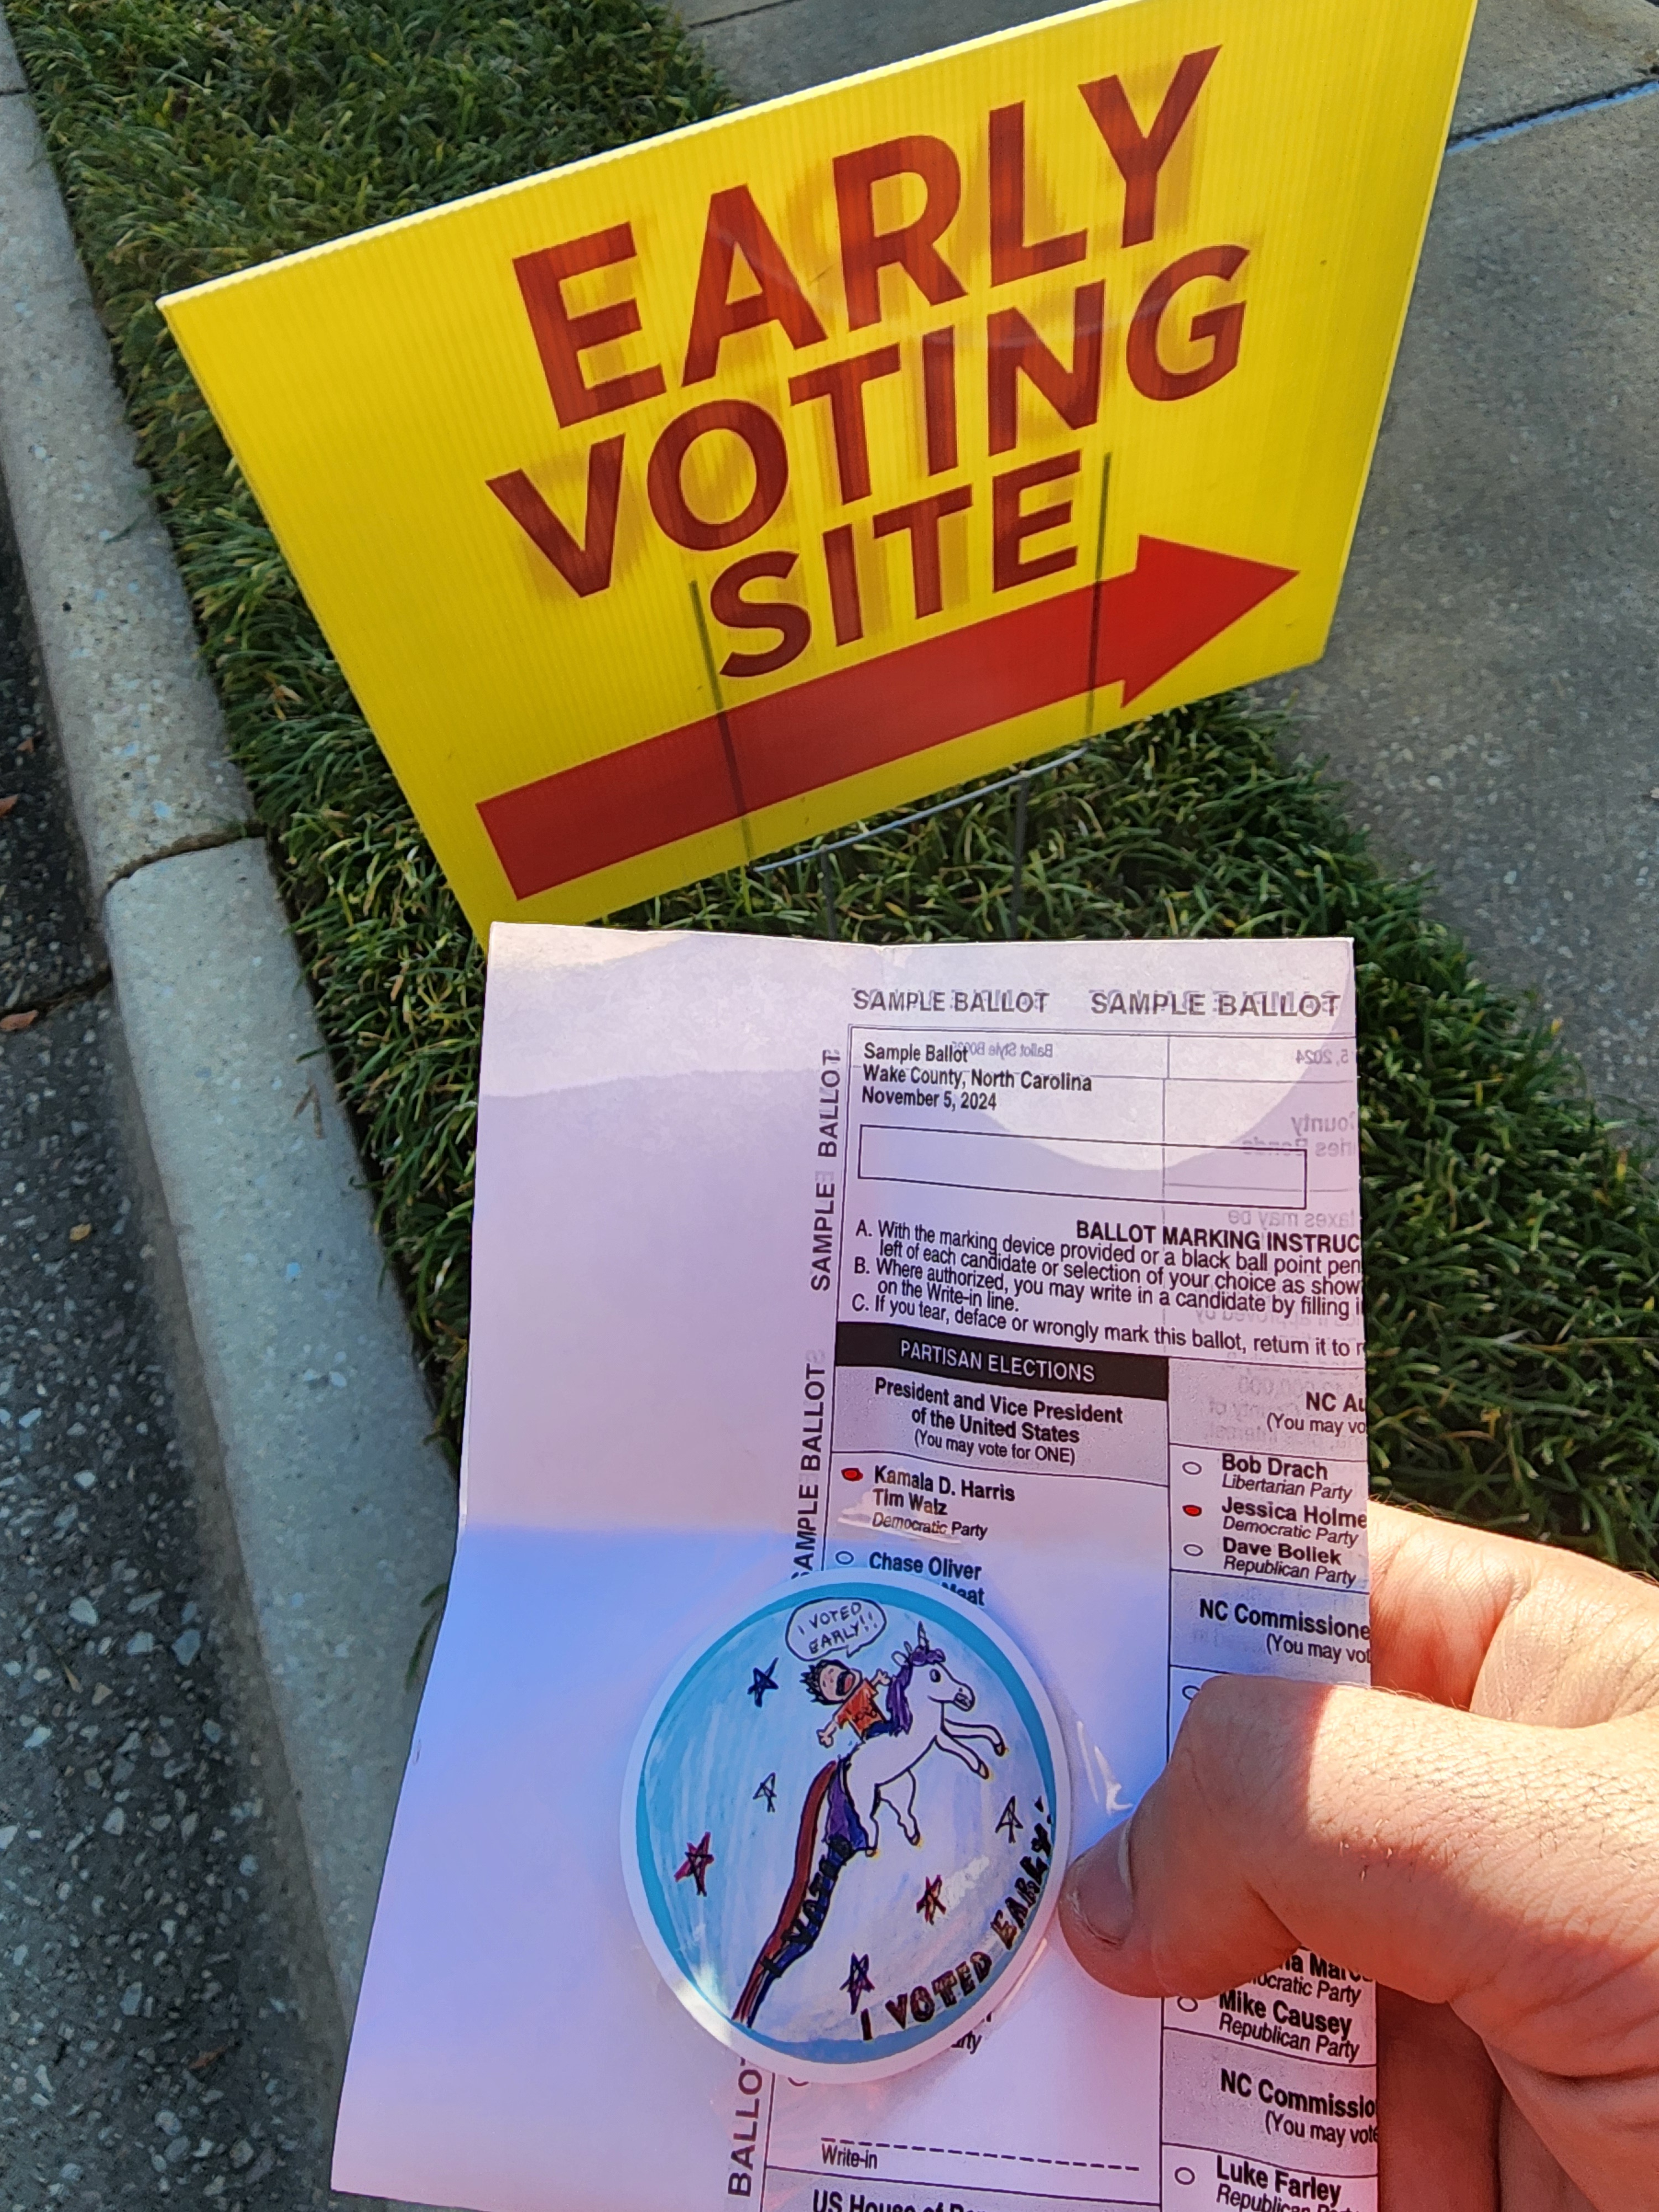 EARLY
VOTING
SITE
SAMPLE BALLOT SAMPLE BALLOT
Sample Ballot
Wake County, North Carolina
November 5, 2024
SAMPLE BALLOT
BALLOT MARKING INSTRUC
A. With the marking device provided or a black ball point pen
left of each candidate or selection of your choice as show
B. Where authorized, you may write in a candidate by filling i
on the Write-in line.
C. If you tear, deface or wrongly mark this ballot, return it to r
SAMPLE BALLOT
PARTISAN ELECTIONS
President and Vice President
of the United States
(You may vote for ONE)
Kamala D. Harris
Tim Walz
Democratic Party
Chase Oliver
NC Au
(You may vo
Bob Drach
Libertarian Party
Jessica Holme
Democratic Party
Dave Boliek
Republican Party
NC Commissione
(You may vot
I VOTED
EARLY!!
I VOTED EARLY!
ocratic Party
Mike Causey
Republican Party
NC Commissio
(You may vote
Luke Farley
BALLOT
Write-in